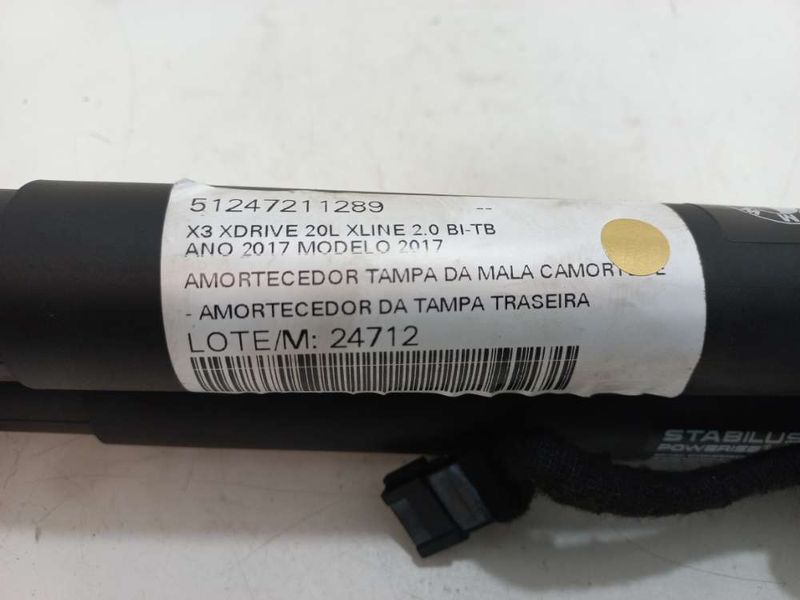 51247211289 --
X3 XDRIVE 20L XLINE 2.0 BI-TB
ANO 2017 MODELO 2017
AMORTECEDOR TAMPA DA MALA
- AMORTECEDOR DA TAMPA TRASEIRA
LOTE/M: 24712
STABILUS